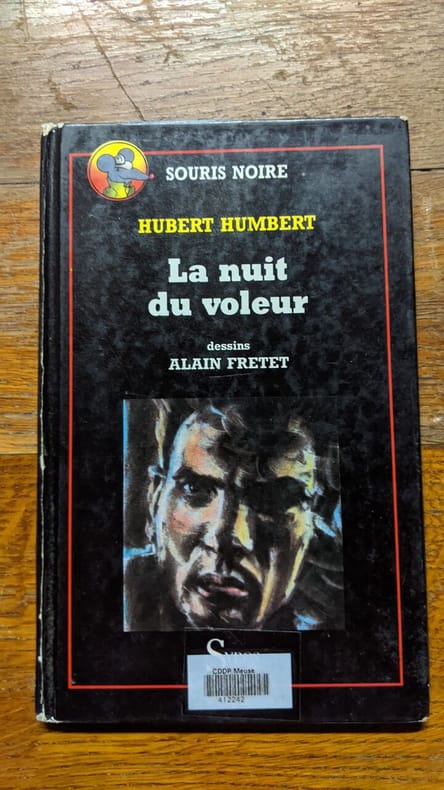 SOURIS NOIRE
HUBERT HUMBERT
La nuit
du voleur
dessins
ALAIN FRETET
CDDP Meuse
412242